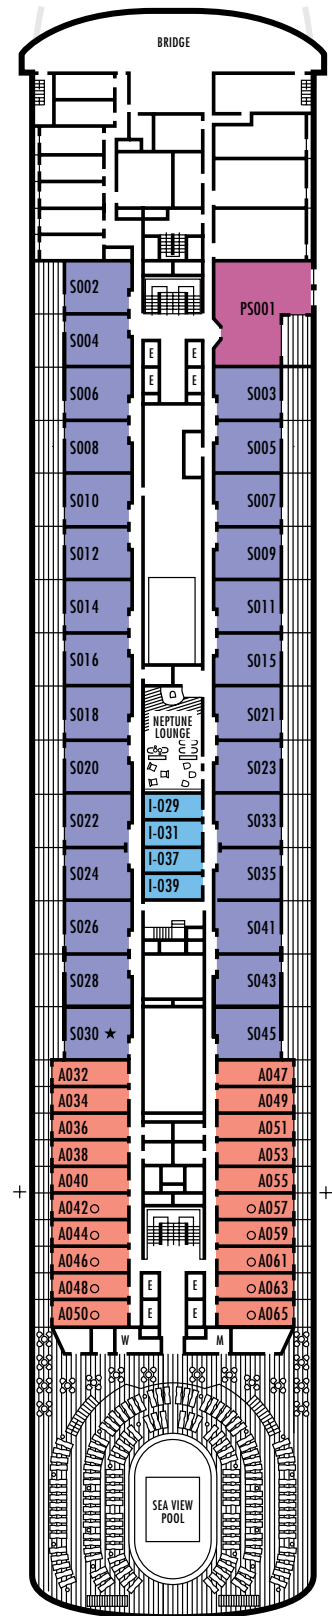 BRIDGE
S002
PS001
S004
S006
S003
S008
S005
S010
S007
S012
S009
S014
S011
S016
S015
S018
S021
S020
S023
S022
S033
S024
S035
S026
S041
S028
S043
S030 ★
S045
E E
E E
NEPTUNE
LOUNGE
I-029
I-031
I-037
I-039
A032
A047
A034
A049
A036
A051
A038
A053
A040
A055
A042○
○A057
A044○
○A059
A046○
○A061
A048○
○A063
A050○
○A065
E E
E E
W
M
SEA VIEW
POOL